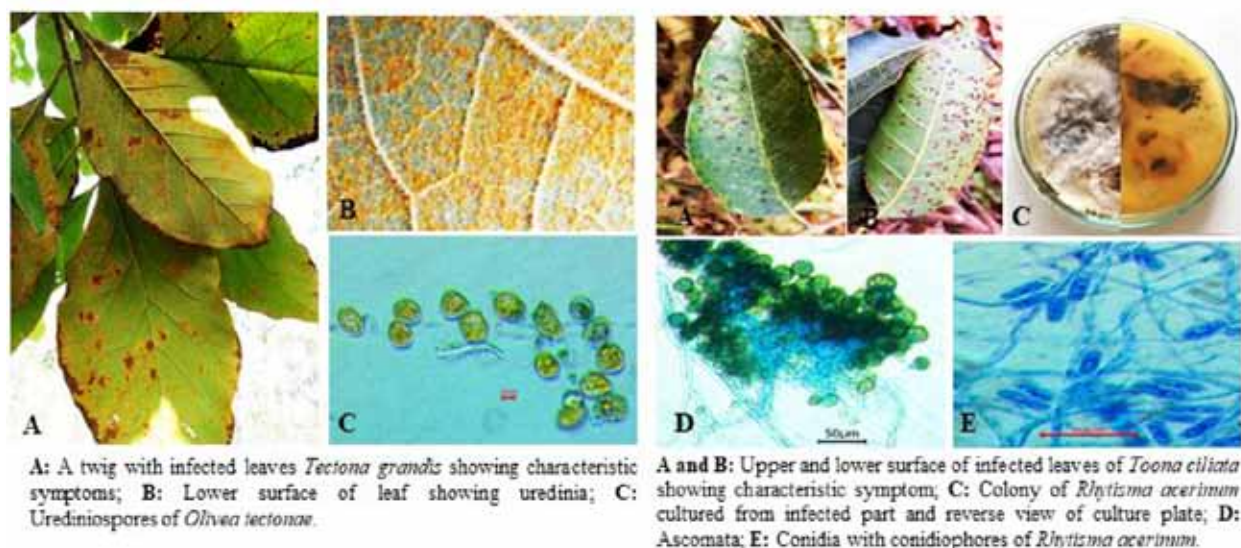 A
B
C
A
B
C
D
50µm
E
A: A twig with infected leaves Tectona grandis showing characteristic
symptoms; B: Lower surface of leaf showing uredinia; C:
Urediniospores of Olivea tectonae.
A and B: Upper and lower surface of infected leaves of Toona ciliata
showing characteristic symptom; C: Colony of Rhytisma acerinum
cultured from infected part and reverse view of culture plate; D:
Ascomata; E: Conidia with conidiophores of Rhytisma acerinum.